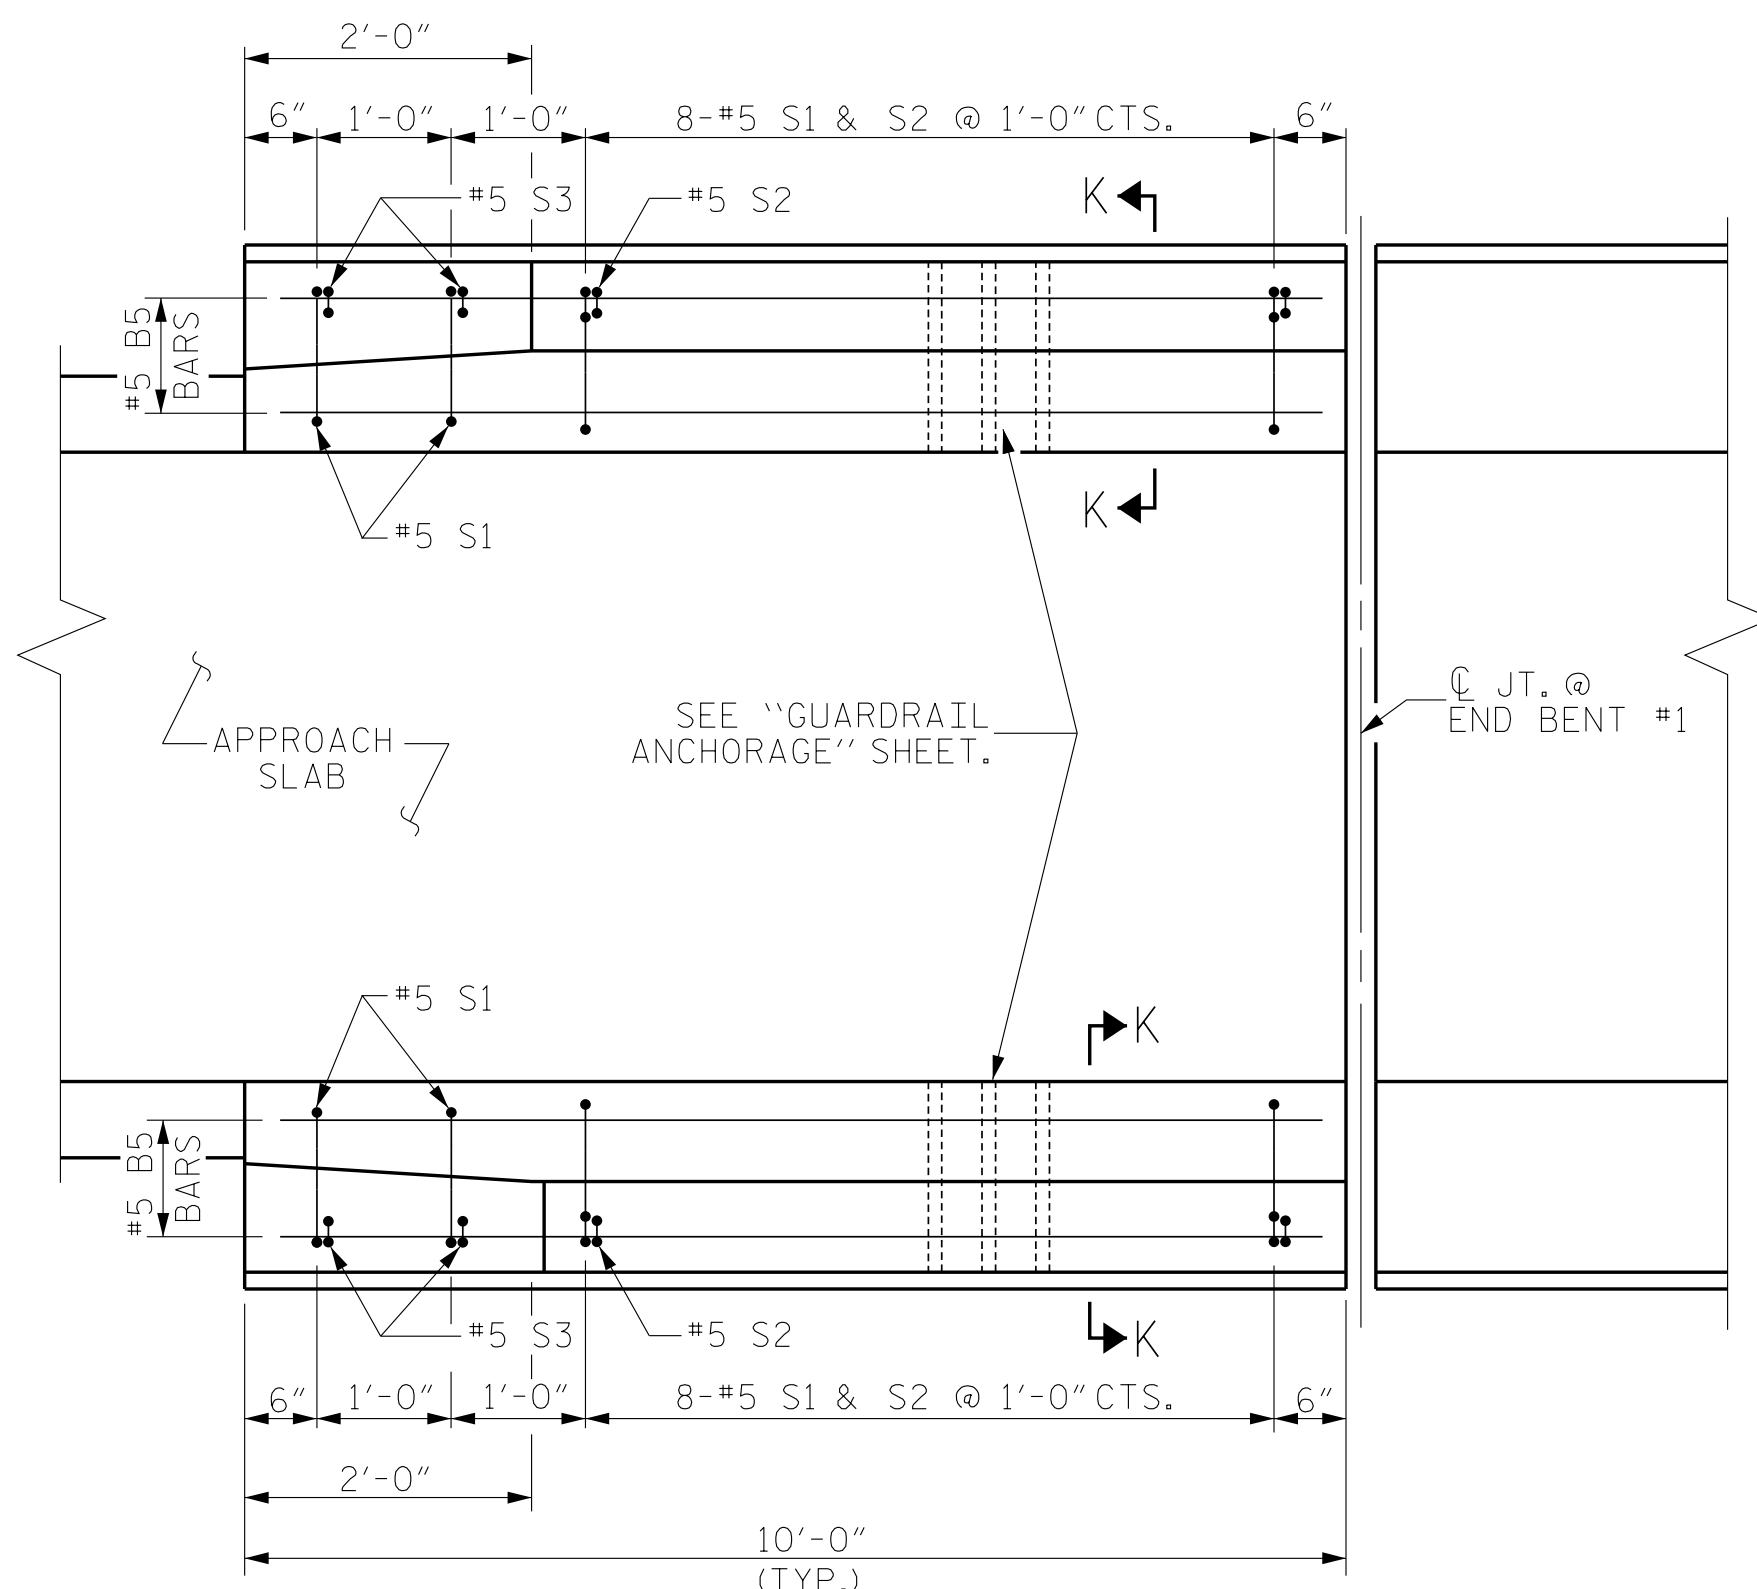 2'-0"
6" 1'-0" 1'-0" 8-#5 S1 & S2 @ 1'-0" CTS. 6"
#5 S3 #5 S2 K
#5 B5
BARS
K
#5 S1
APPROACH
SLAB
SEE "GUARDRAIL
ANCHORAGE" SHEET.
℄ JT. @
END BENT #1
#5 S1
K
#5 B5
BARS
#5 S3 #5 S2 K
6" 1'-0" 1'-0" 8-#5 S1 & S2 @ 1'-0" CTS. 6"
2'-0"
10'-0"
(TYP.)